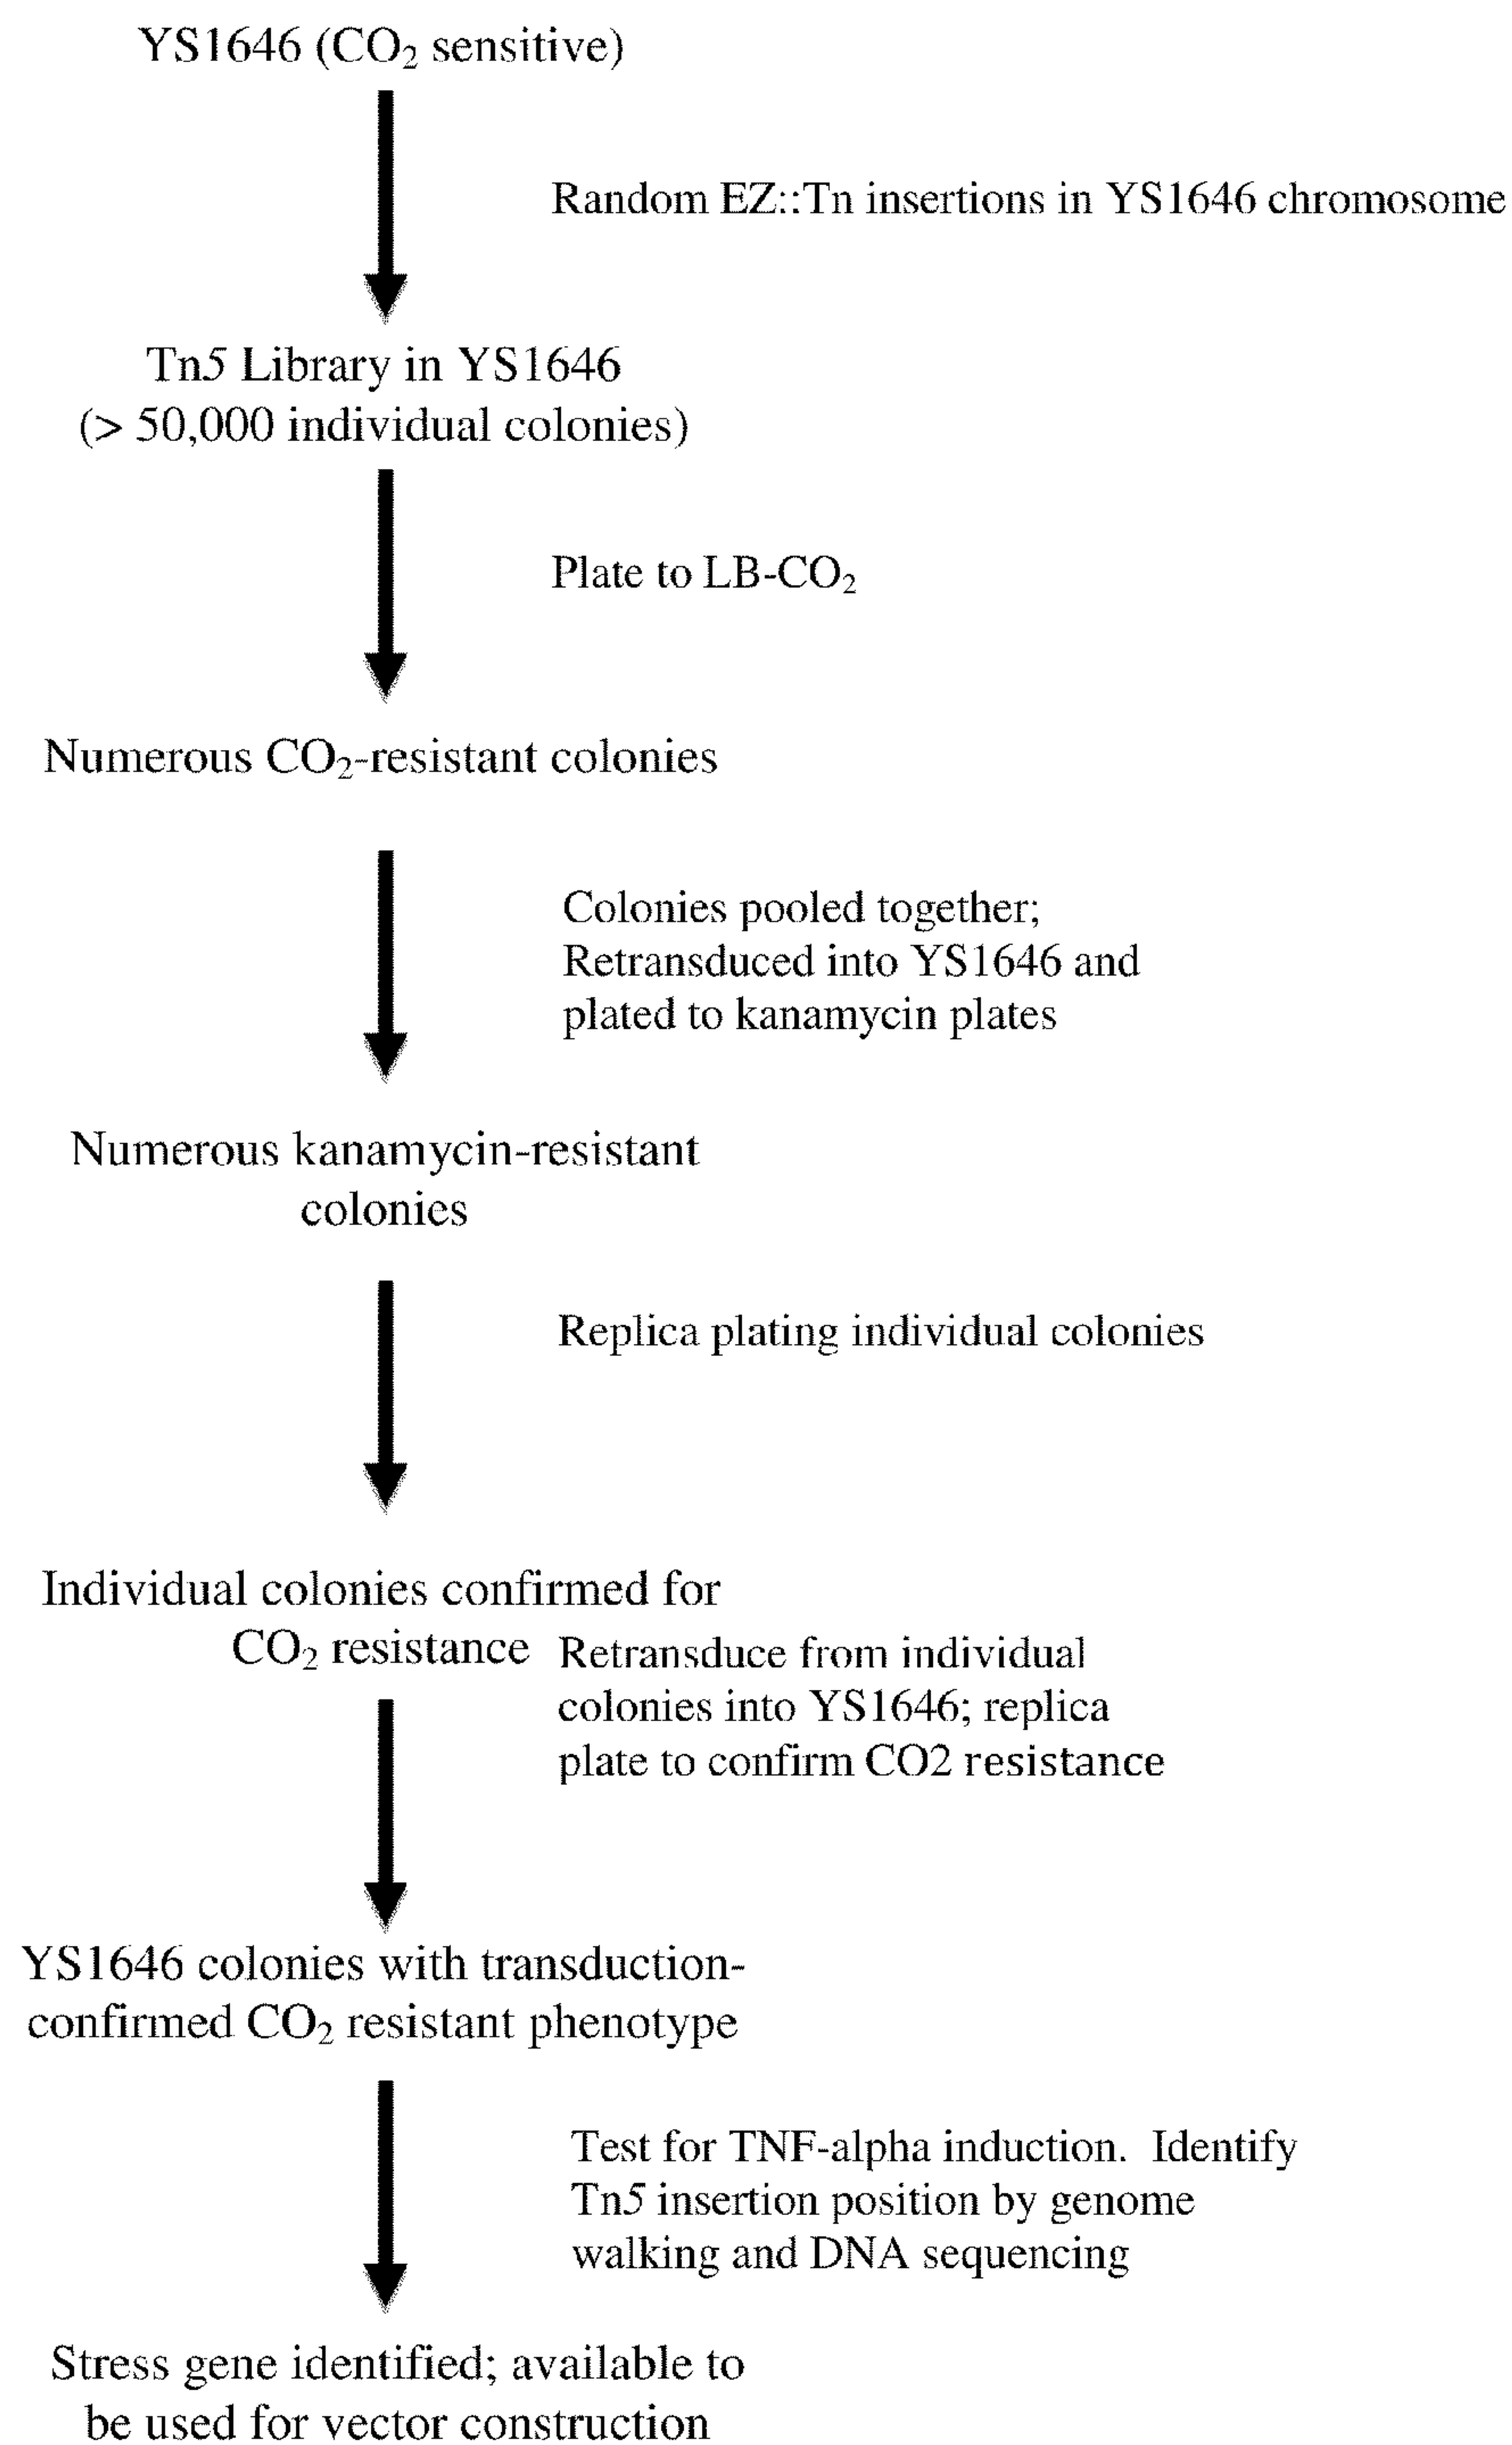 YS1646 (CO₂ sensitive)
Random EZ::Tn insertions in YS1646 chromosome
Tn5 Library in YS1646
(> 50,000 individual colonies)
Plate to LB-CO₂
Numerous CO₂-resistant colonies
Colonies pooled together;
Retransduced into YS1646 and
plated to kanamycin plates
Numerous kanamycin-resistant
colonies
Replica plating individual colonies
Individual colonies confirmed for
CO₂ resistance
Retransduce from individual
colonies into YS1646; replica
plate to confirm CO2 resistance
YS1646 colonies with transduction-
confirmed CO₂ resistant phenotype
Test for TNF-alpha induction. Identify
Tn5 insertion position by genome
walking and DNA sequencing
Stress gene identified; available to
be used for vector construction